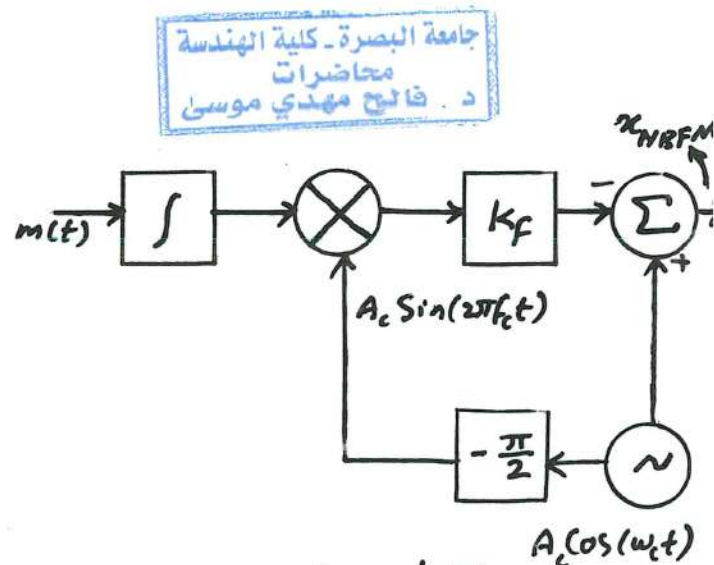 جامعة البصرة - كلية الهندسة
محاضرات
د. فالح مهدي موسى
x_NBFM
m(t)
∫
K_f
−
Σ
+
A_c Sin(2πf_c t)
−π/2
~
A_c Cos(ω_c t)